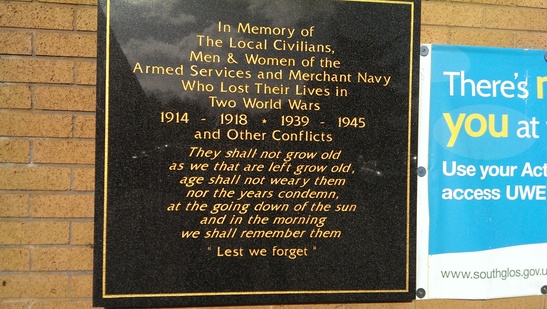 In Memory of
The Local Civilians,
Men & Women of the
Armed Services and Merchant Navy
Who Lost Their Lives in
Two World Wars
1914 - 1918 * 1939 - 1945
and Other Conflicts
They shall not grow old
as we that are left grow old,
age shall not weary them
nor the years condemn,
at the going down of the sun
and in the morning
we shall remember them
" Lest we forget "
There's
you at
Use your Act
access UWE
www.southglos.gov.u